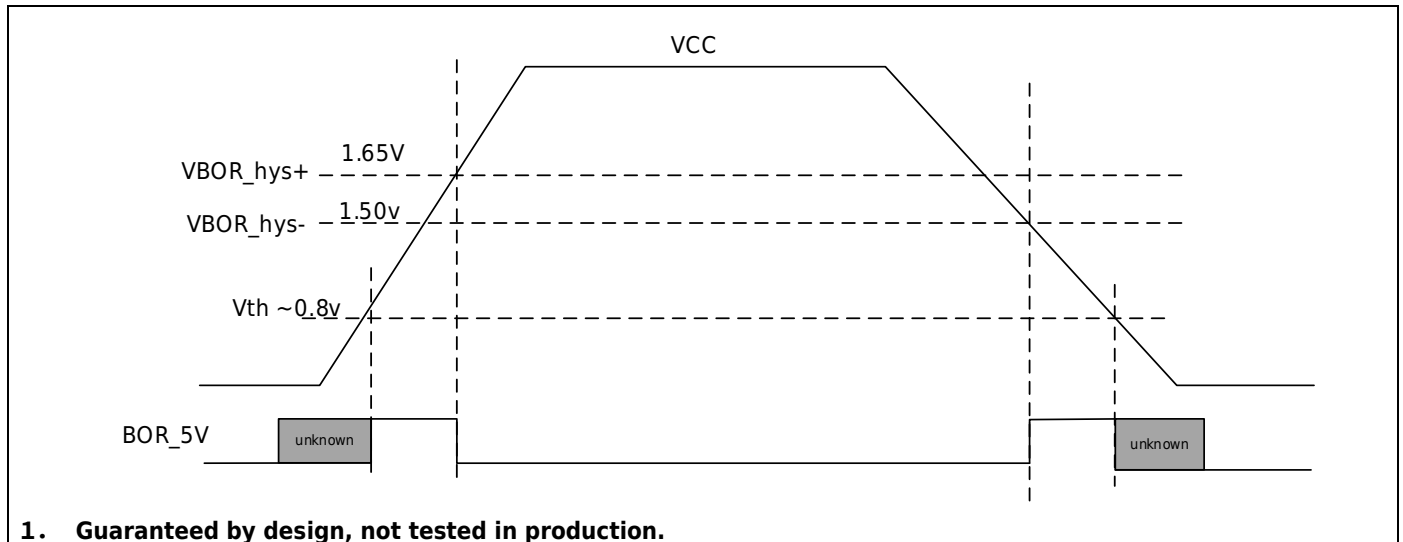 VCC
1.65V
VBOR_hys+
1.50v
VBOR_hys-
Vth ~0.8v
BOR_5V
unknown
unknown
1. Guaranteed by design, not tested in production.